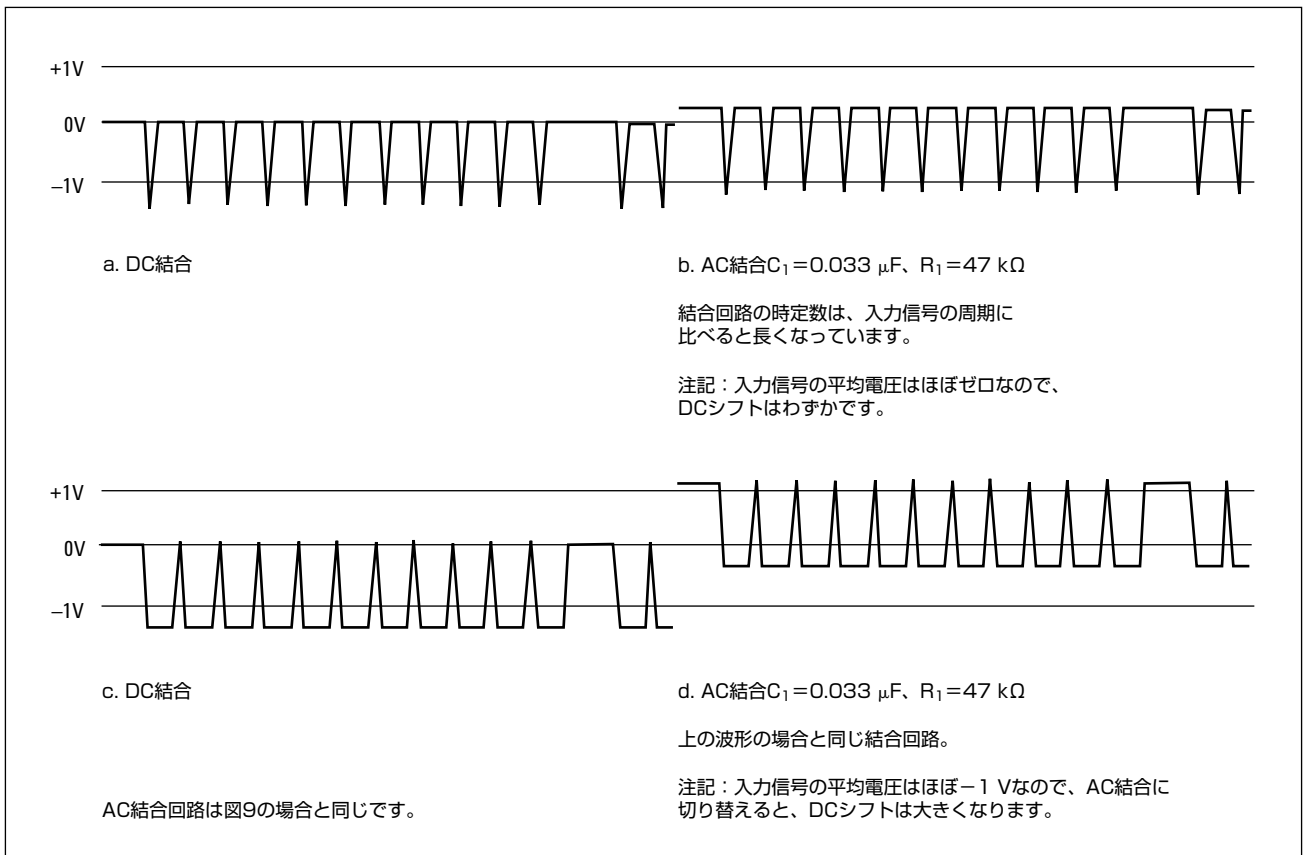 +1V
0V
–1V
a. DC結合
b. AC結合C₁=0.033 μF、R₁=47 kΩ
結合回路の時定数は、入力信号の周期に
比べると長くなっています。
注記:入力信号の平均電圧はほぼゼロなので、
DCシフトはわずかです。
+1V
0V
–1V
c. DC結合
AC結合回路は図9の場合と同じです。
d. AC結合C₁=0.033 μF、R₁=47 kΩ
上の波形の場合と同じ結合回路。
注記:入力信号の平均電圧はほぼ−1 Vなので、AC結合に
切り替えると、DCシフトは大きくなります。